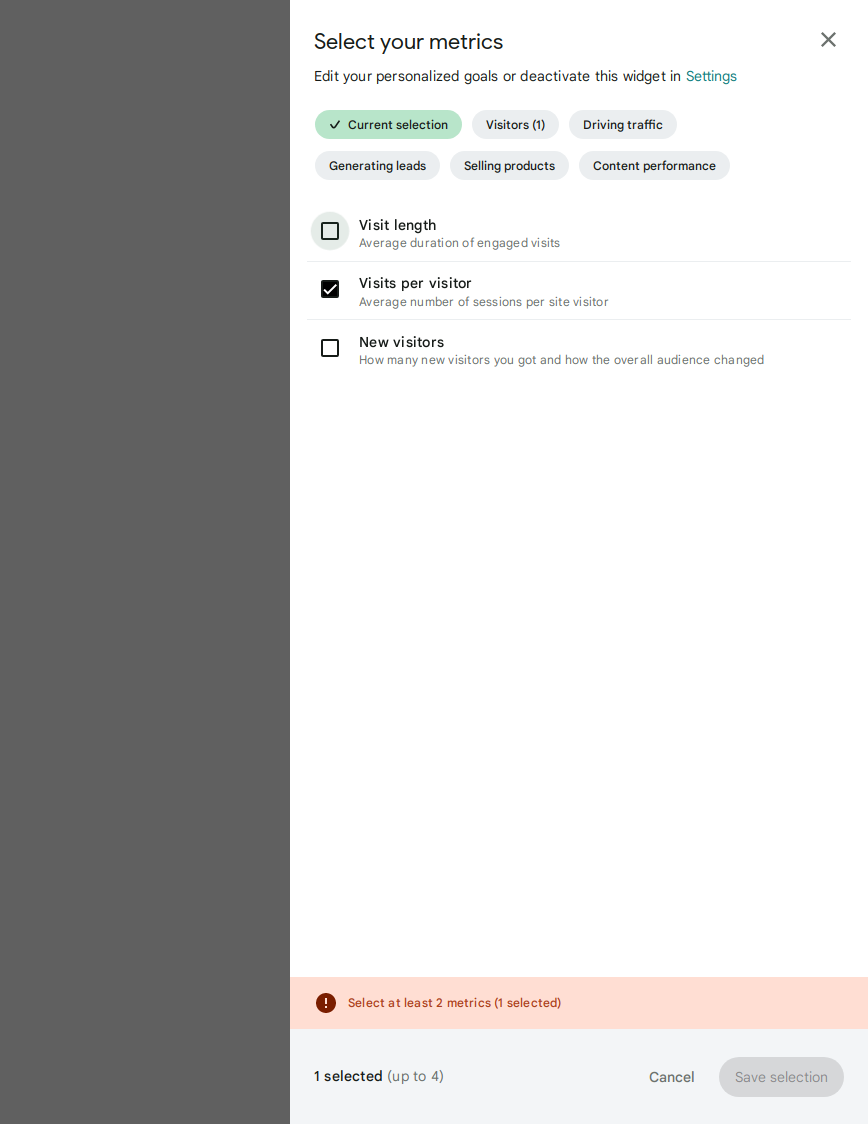 Select your metrics
Edit your personalized goals or deactivate this widget in Settings
Current selection
Visitors (1)
Driving traffic
Generating leads
Selling products
Content performance
Visit length
Average duration of engaged visits
Visits per visitor
Average number of sessions per site visitor
New visitors
How many new visitors you got and how the overall audience changed
Select at least 2 metrics (1 selected)
1 selected (up to 4)
Cancel
Save selection